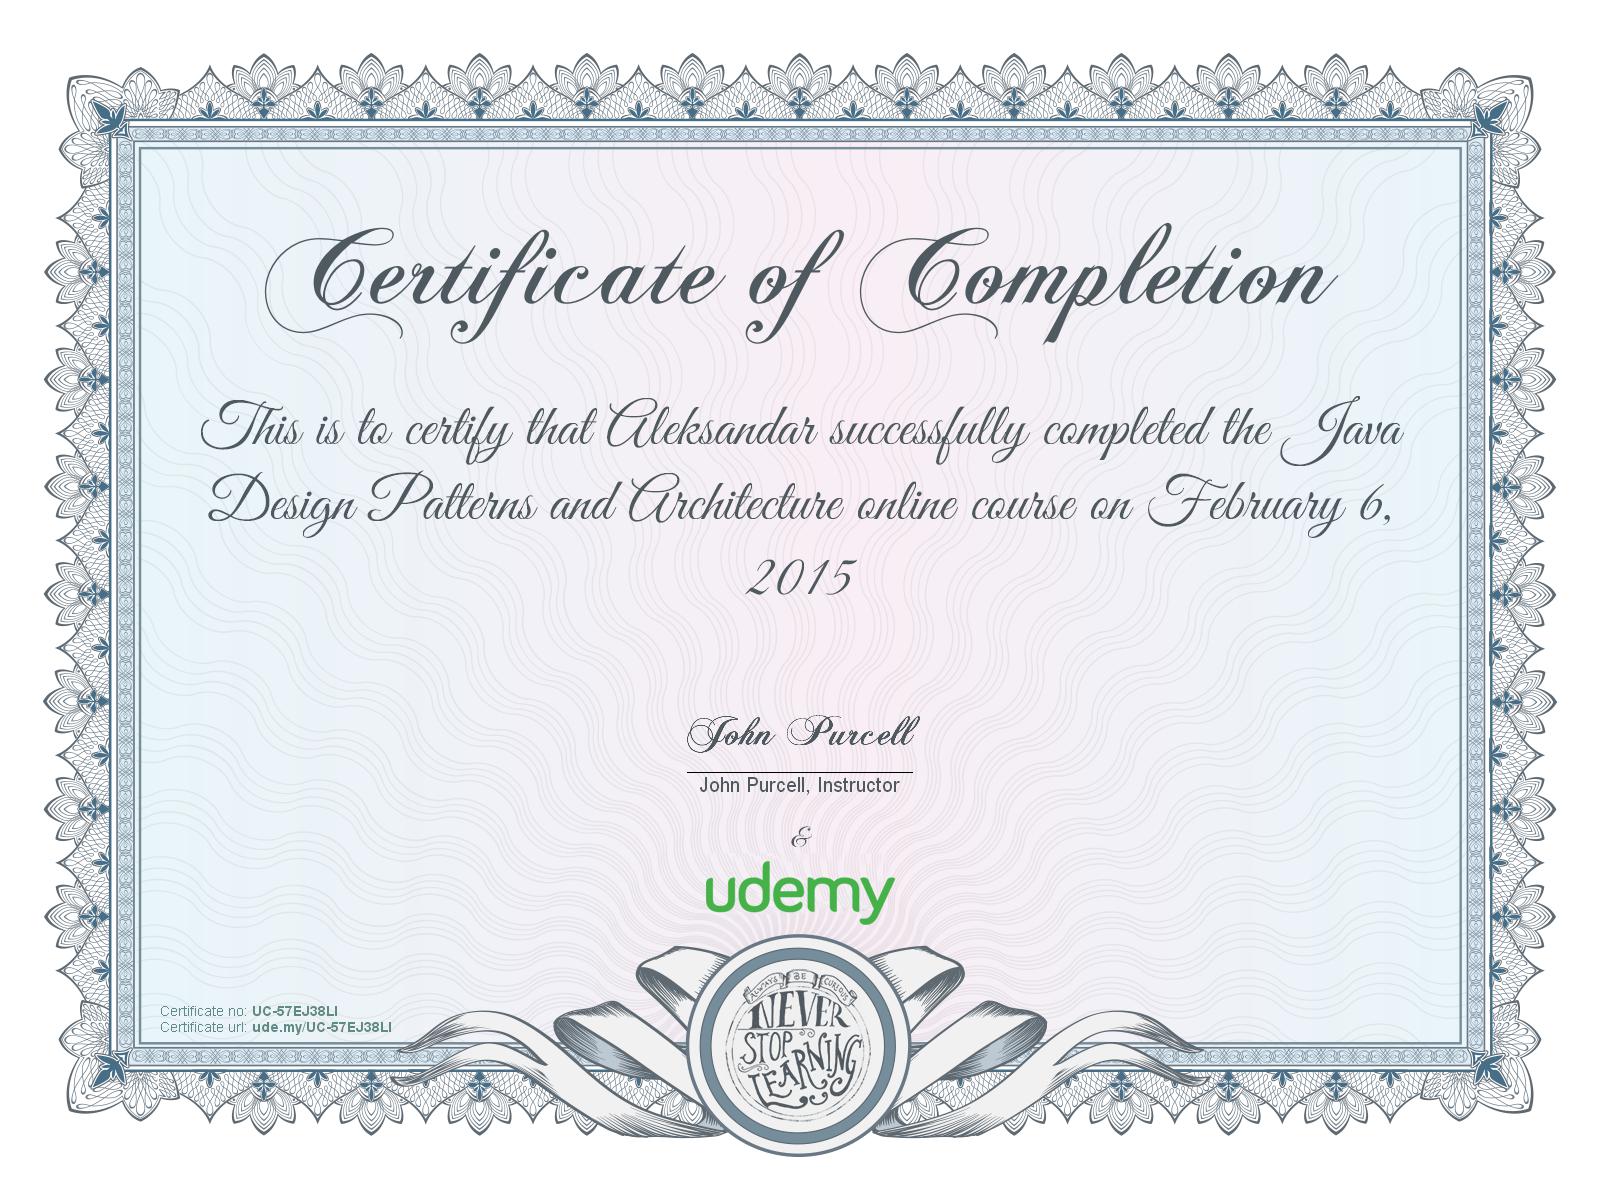 Certificate of Completion
This is to certify that Aleksandar successfully completed the Java
Design Patterns and Architecture online course on February 6,
2015
John Purcell
John Purcell, Instructor
&
udemy
Certificate no: UC-57EJ38LI
Certificate url: ude.my/UC-57EJ38LI
ALWAYS BE CURIOUS
NEVER
STOP
LEARNING